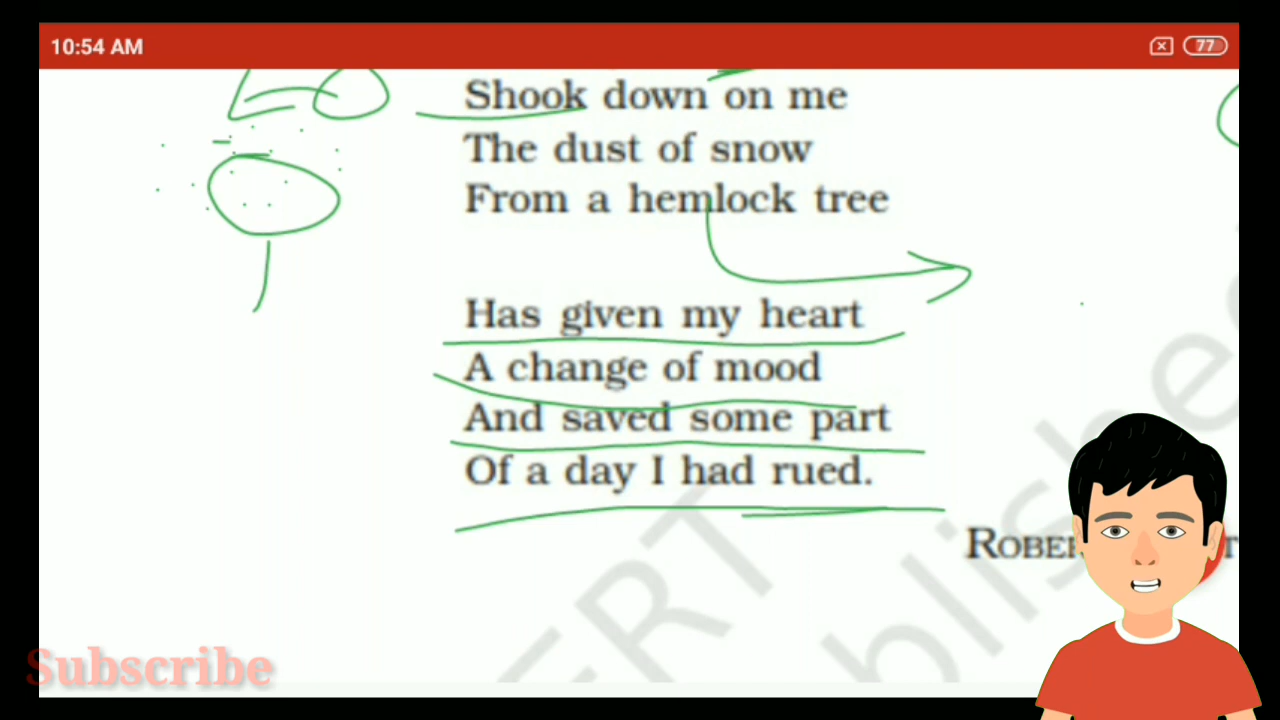 10:54 AM
77
Shook down on me
The dust of snow
From a hemlock tree
Has given my heart
A change of mood
And saved some part
Of a day I had rued.
Subscribe